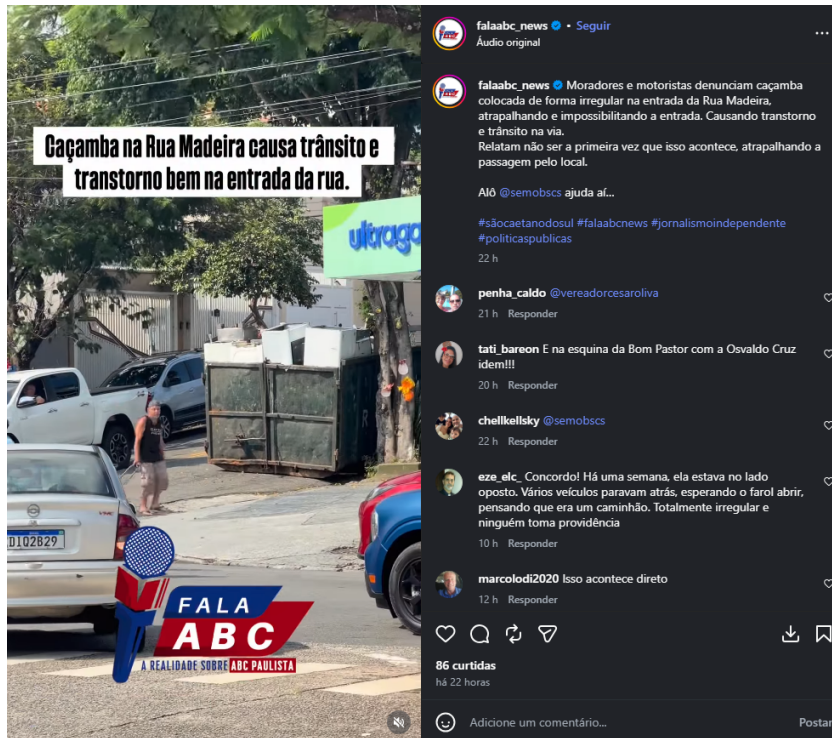 falaabc_news • Seguir
Áudio original
falaabc_news Moradores e motoristas denunciam caçamba
colocada de forma irregular na entrada da Rua Madeira,
atrapalhando e impossibilitando a entrada. Causando transtorno
e trânsito na via.
Relatam não ser a primeira vez que isso acontece, atrapalhando a
passagem pelo local.
Alô @semobscs ajuda aí...
#sãocaetanodosul #falaabcnews #jornalismoindependente
#politicaspublicas
22 h
penha_caldo @vereadorcesaroliva
21 h Responder
tati_bareon E na esquina da Bom Pastor com a Osvaldo Cruz
idem!!!
20 h Responder
chellkellsky @semobscs
22 h Responder
eze_elc_ Concordo! Há uma semana, ela estava no lado
oposto. Vários veículos paravam atrás, esperando o farol abrir,
pensando que era um caminhão. Totalmente irregular e
ninguém toma providência
10 h Responder
marcolodi2020 Isso acontece direto
12 h Responder
86 curtidas
há 22 horas
Adicione um comentário...
Postar
Caçamba na Rua Madeira causa trânsito e
transtorno bem na entrada da rua.
ultraga
DIQ2B29
FALA
ABC
A REALIDADE SOBRE ABC PAULISTA